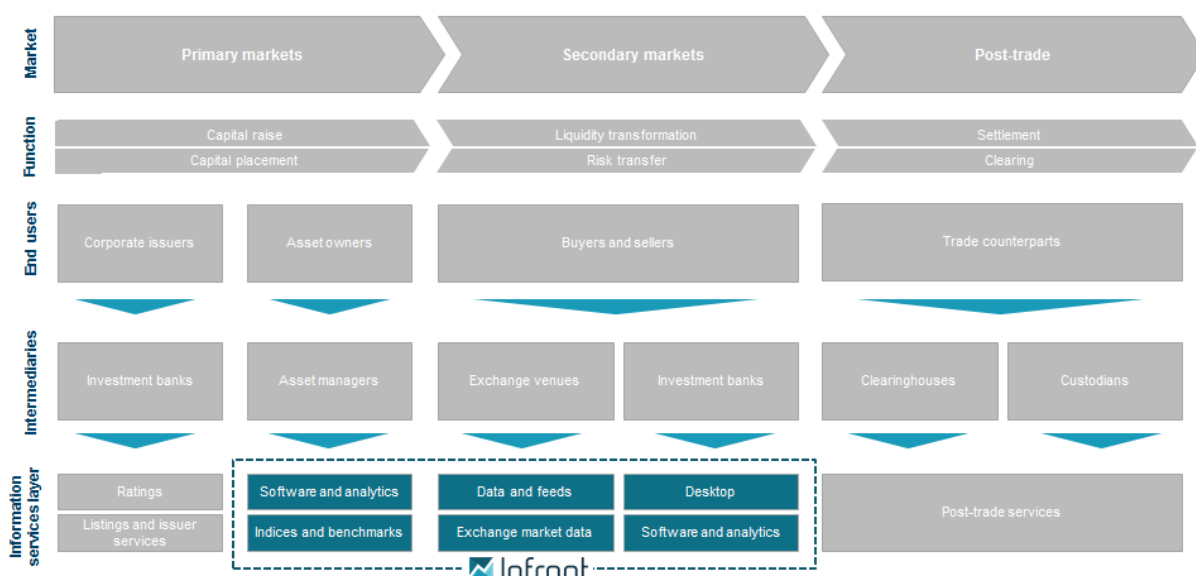 Market
Primary markets
Secondary markets
Post-trade
Function
Capital raise
Liquidity transformation
Settlement
Capital placement
Risk transfer
Clearing
End users
Corporate issuers
Asset owners
Buyers and sellers
Trade counterparts
Intermediaries
Investment banks
Asset managers
Exchange venues
Investment banks
Clearinghouses
Custodians
Information
services layer
Ratings
Software and analytics
Data and feeds
Desktop
Post-trade services
Listings and issuer
services
Indices and benchmarks
Exchange market data
Software and analytics
Infront